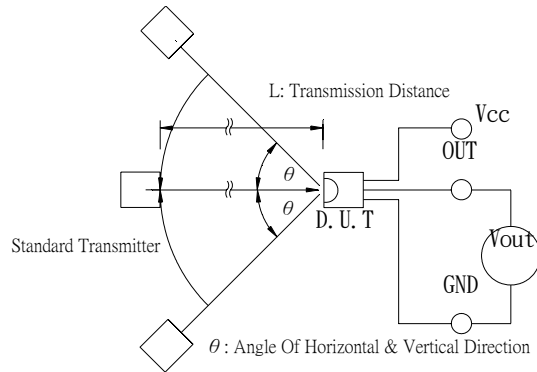 L: Transmission Distance
Vcc
OUT
θ
θ
D.U.T
Standard Transmitter
Vout
GND
θ : Angle Of Horizontal & Vertical Direction